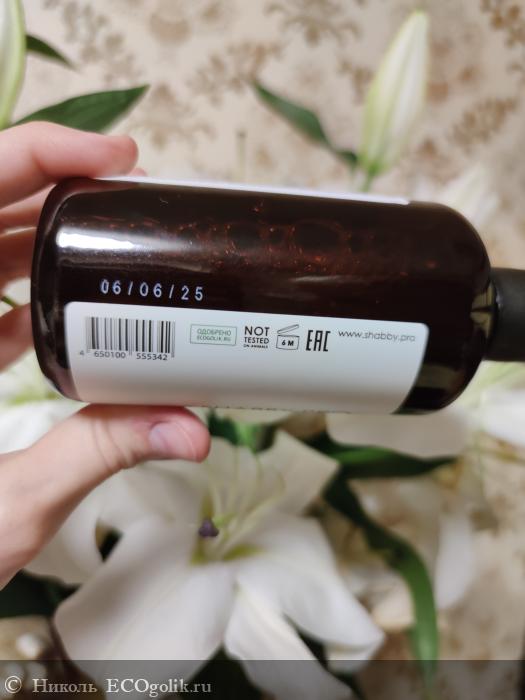 06/06/25
4 650100 555342
ОДОБРЕНО
ECOGOLIK.RU
NOT
TESTED
ON ANIMALS
6 M
EAC
www.shabby.pro
© Николь ECOgolik.ru